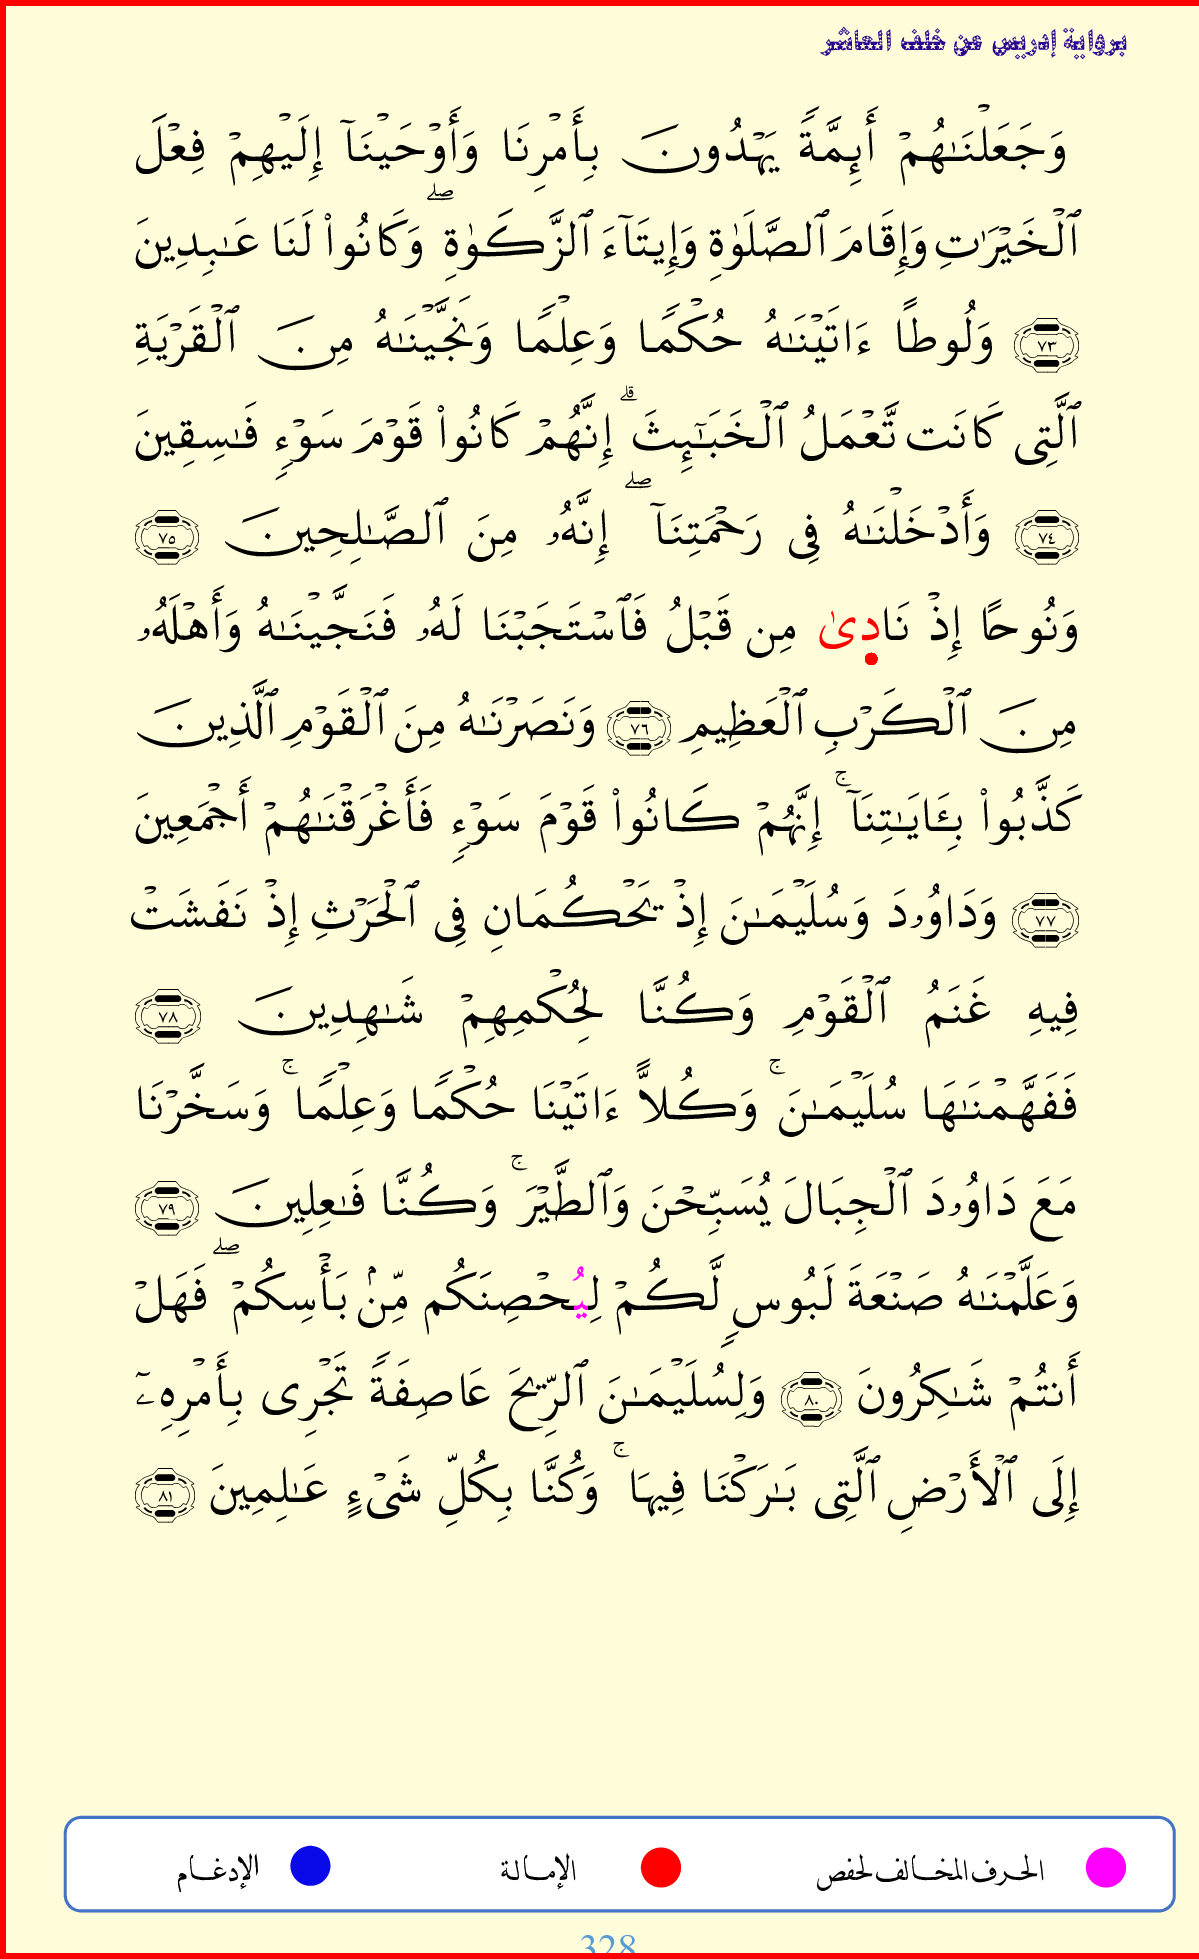 برواية إدريس عن خلف العاشر
وَجَعَلْنَـٰهُمْ أَئِمَّةً يَهْدُونَ بِأَمْرِنَا وَأَوْحَيْنَآ إِلَيْهِمْ فِعْلَ
ٱلْخَيْرَٰتِ وَإِقَامَ ٱلصَّلَوٰةِ وَإِيتَآءَ ٱلزَّكَوٰةِ ۖ وَكَانُوا۟ لَنَا عَـٰبِدِينَ
٧٣ وَلُوطًا ءَاتَيْنَـٰهُ حُكْمًا وَعِلْمًا وَنَجَّيْنَـٰهُ مِنَ ٱلْقَرْيَةِ
ٱلَّتِى كَانَت تَّعْمَلُ ٱلْخَبَـٰٓئِثَ ۗ إِنَّهُمْ كَانُوا۟ قَوْمَ سَوْءٍ فَـٰسِقِينَ
٧٤ وَأَدْخَلْنَـٰهُ فِى رَحْمَتِنَآ ۖ إِنَّهُۥ مِنَ ٱلصَّـٰلِحِينَ ٧٥
وَنُوحًا إِذْ نَادِىٰ مِن قَبْلُ فَٱسْتَجَبْنَا لَهُۥ فَنَجَّيْنَـٰهُ وَأَهْلَهُۥ
مِنَ ٱلْكَرْبِ ٱلْعَظِيمِ ٧٦ وَنَصَرْنَـٰهُ مِنَ ٱلْقَوْمِ ٱلَّذِينَ
كَذَّبُوا۟ بِـَٔايَـٰتِنَآ ۚ إِنَّهُمْ كَانُوا۟ قَوْمَ سَوْءٍ فَأَغْرَقْنَـٰهُمْ أَجْمَعِينَ
٧٧ وَدَاوُۥدَ وَسُلَيْمَـٰنَ إِذْ يَحْكُمَانِ فِى ٱلْحَرْثِ إِذْ نَفَشَتْ
فِيهِ غَنَمُ ٱلْقَوْمِ وَكُنَّا لِحُكْمِهِمْ شَـٰهِدِينَ ٧٨
فَفَهَّمْنَـٰهَا سُلَيْمَـٰنَ ۚ وَكُلاًّ ءَاتَيْنَا حُكْمًا وَعِلْمًا ۚ وَسَخَّرْنَا
مَعَ دَاوُۥدَ ٱلْجِبَالَ يُسَبِّحْنَ وَٱلطَّيْرَ ۚ وَكُنَّا فَـٰعِلِينَ ٧٩
وَعَلَّمْنَـٰهُ صَنْعَةَ لَبُوسٍ لَّكُمْ لِيُحْصِنَكُم مِّنۢ بَأْسِكُمْ ۖ فَهَلْ
أَنتُمْ شَـٰكِرُونَ ٨٠ وَلِسُلَيْمَـٰنَ ٱلرِّيحَ عَاصِفَةً تَجْرِى بِأَمْرِهِۦٓ
إِلَى ٱلْأَرْضِ ٱلَّتِى بَـٰرَكْنَا فِيهَا ۚ وَكُنَّا بِكُلِّ شَىْءٍ عَـٰلِمِينَ ٨١
الحرف المخالف لحفص الإمالة الإدغام
328